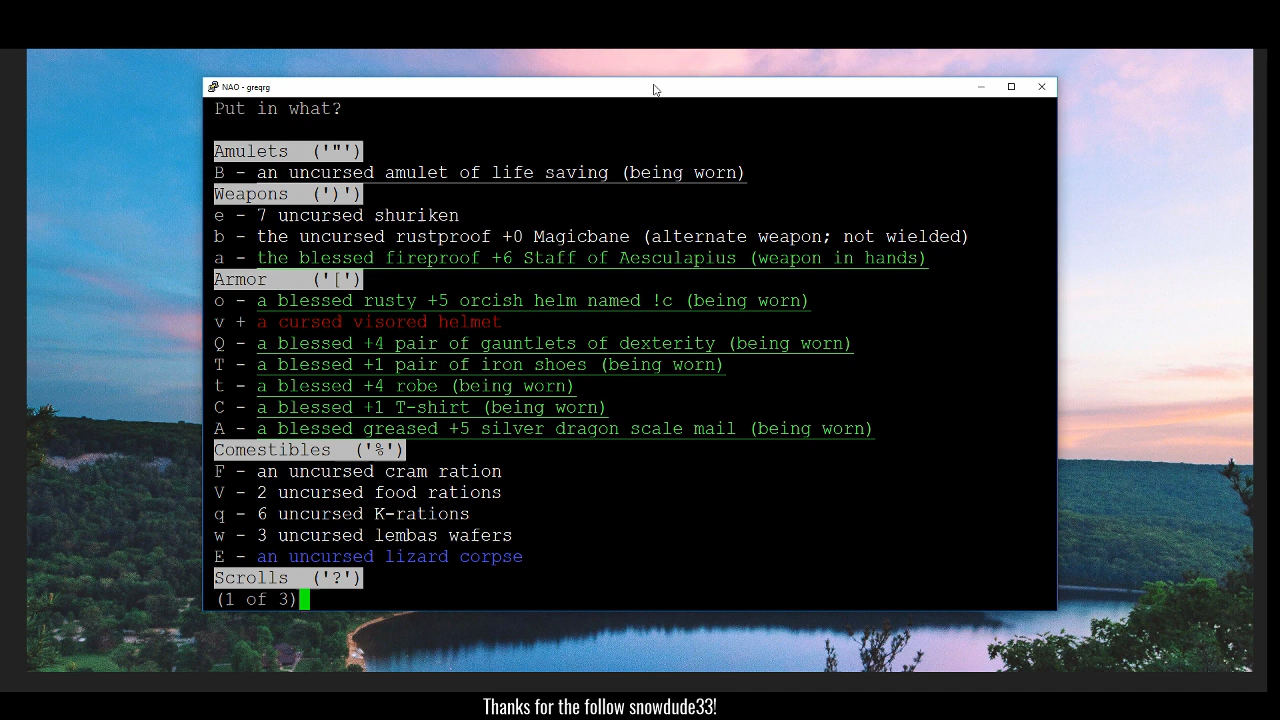 NAO - greqrg
Put in what?
Amulets ('"')
B - an uncursed amulet of life saving (being worn)
Weapons (')')
e - 7 uncursed shuriken
b - the uncursed rustproof +0 Magicbane (alternate weapon; not wielded)
a - the blessed fireproof +6 Staff of Aesculapius (weapon in hands)
Armor ('[')
o - a blessed rusty +5 orcish helm named !c (being worn)
v + a cursed visored helmet
Q - a blessed +4 pair of gauntlets of dexterity (being worn)
T - a blessed +1 pair of iron shoes (being worn)
t - a blessed +4 robe (being worn)
C - a blessed +1 T-shirt (being worn)
A - a blessed greased +5 silver dragon scale mail (being worn)
Comestibles ('%')
F - an uncursed cram ration
V - 2 uncursed food rations
q - 6 uncursed K-rations
w - 3 uncursed lembas wafers
E - an uncursed lizard corpse
Scrolls ('?')
(1 of 3)
Thanks for the follow snowdude33!